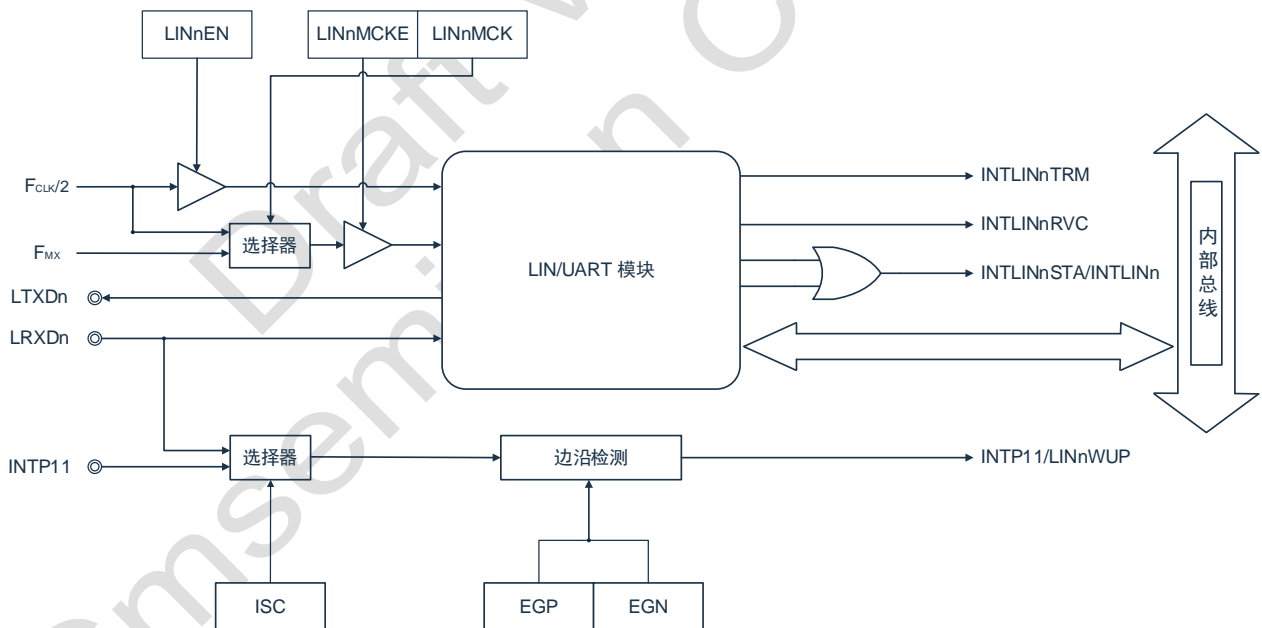 LINnEN
LINnMCKE
LINnMCK
FCLK/2
FMX
选择器
LTXDn
LRXDn
LIN/UART 模块
INTLINnTRM
INTLINnRVC
INTLINnSTA/INTLINn
内部总线
INTP11
选择器
边沿检测
INTP11/LINnWUP
ISC
EGP
EGN
Draft